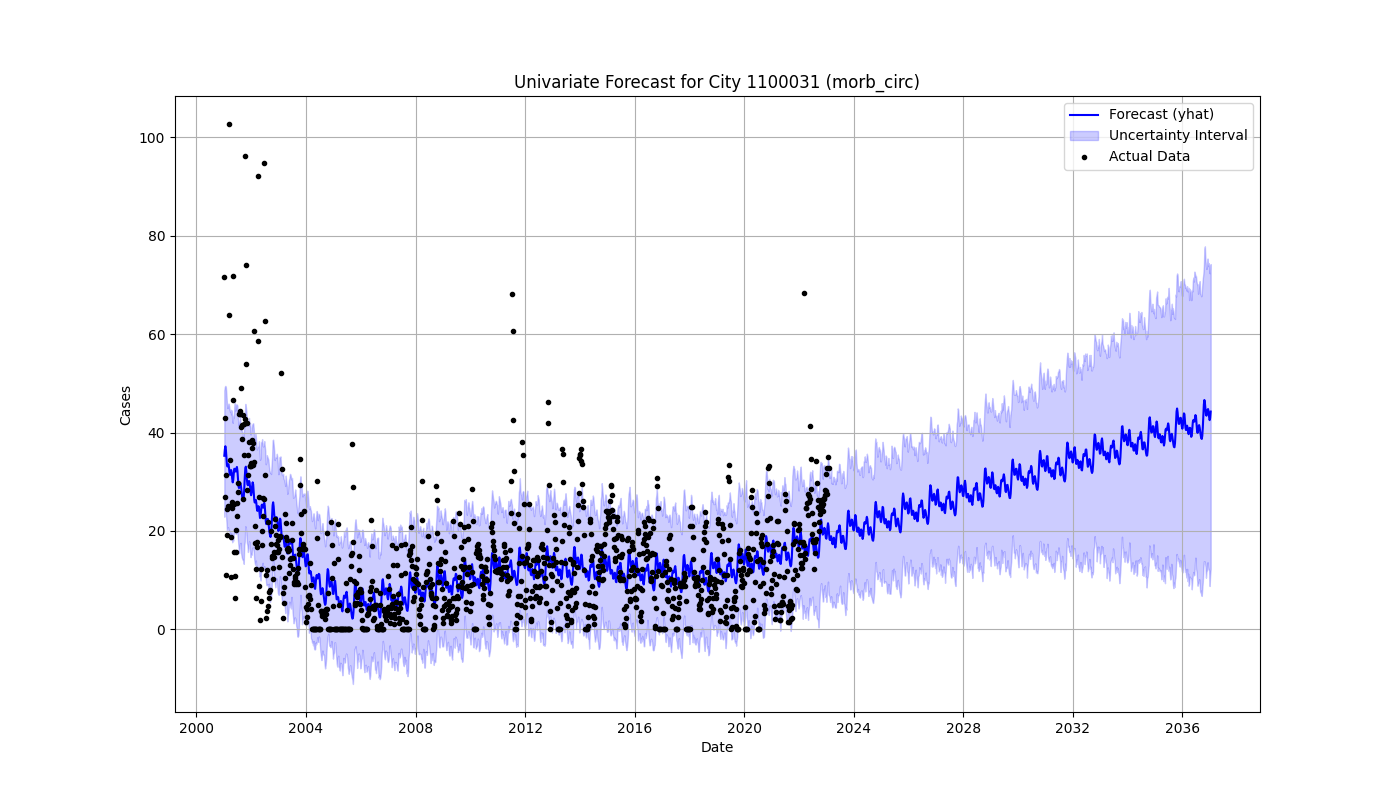 Univariate Forecast for City 1100031 (morb_circ)
Forecast (yhat)
Uncertainty Interval
Actual Data
Cases
100
80
60
40
20
0
2000 2004 2008 2012 2016 2020 2024 2028 2032 2036
Date